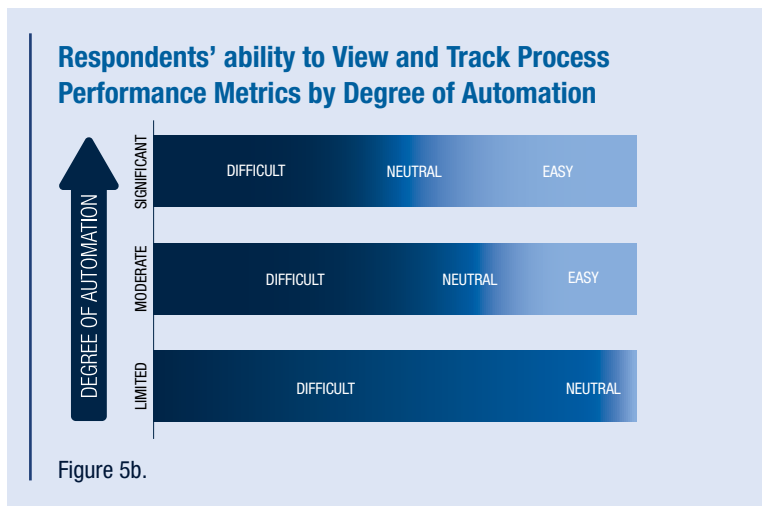 Respondents’ ability to View and Track Process
Performance Metrics by Degree of Automation
DEGREE OF AUTOMATION
SIGNIFICANT
DIFFICULT
NEUTRAL
EASY
MODERATE
DIFFICULT
NEUTRAL
EASY
LIMITED
DIFFICULT
NEUTRAL
Figure 5b.